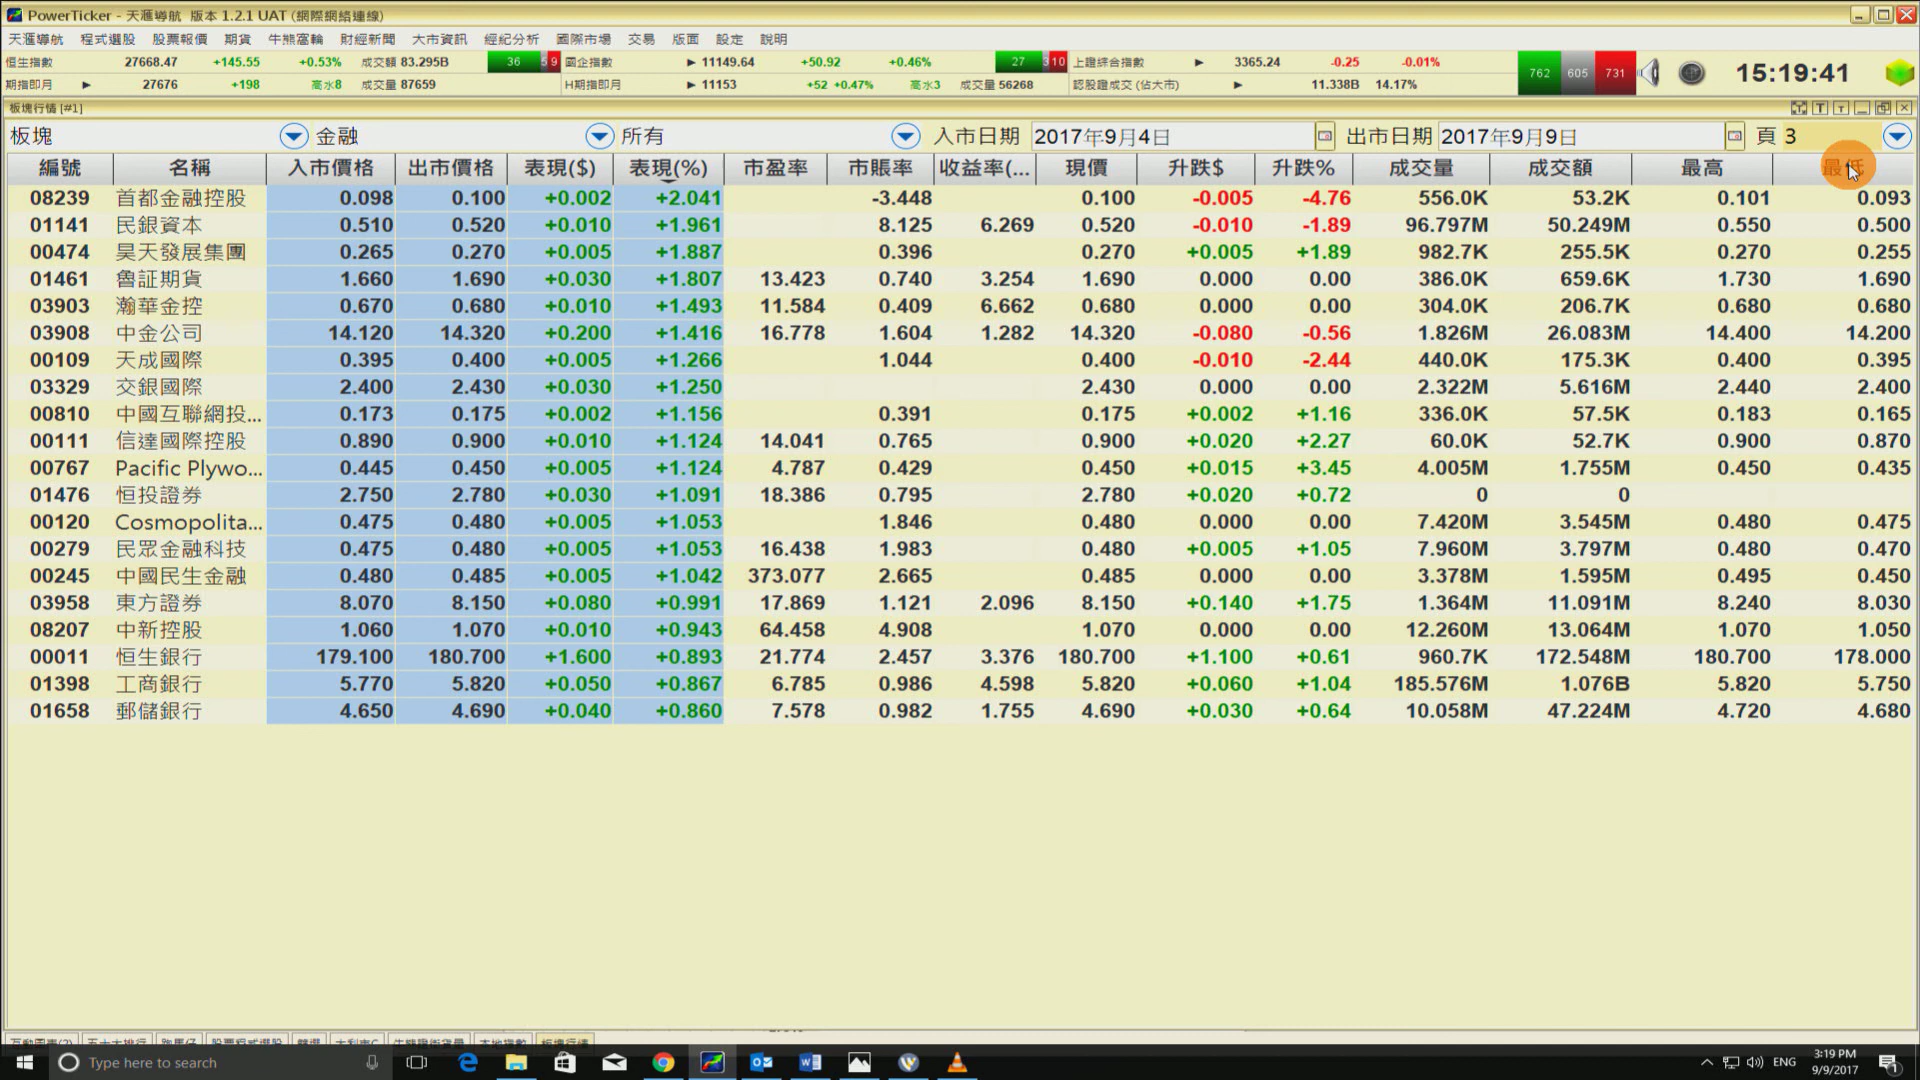 PowerTicker - 天滙導航 版本 1.2.1 UAT (網際網絡連線)
天滙導航 程式選股 股票報價 期貨 牛熊窩輪 財經新聞 大市資訊 經紀分析 國際市場 交易 版面 設定 說明
恒生指數 27668.47 +145.55 +0.53% 成交額 83.295B 36 5 9 國企指數 11149.64 +50.92 +0.46% 27 3 10 上證綜合指數 3365.24 -0.25 -0.01% 762 605 731 15:19:41
期指即月 27676 +198 高水8 成交量 87659 H期指即月 11153 +52 +0.47% 高水3 成交量 56268 認股證成交 (佔大市) 11.338B 14.17%
板塊行情 [#1]
板塊 金融 所有 入市日期 2017年9月4日 出市日期 2017年9月9日 頁 3
編號 名稱 入市價格 出市價格 表現($) 表現(%) 市盈率 市賬率 收益率(... 現價 升跌$ 升跌% 成交量 成交額 最高 最低
08239 首都金融控股 0.098 0.100 +0.002 +2.041 -3.448 0.100 -0.005 -4.76 556.0K 53.2K 0.101 0.093
01141 民銀資本 0.510 0.520 +0.010 +1.961 8.125 6.269 0.520 -0.010 -1.89 96.797M 50.249M 0.550 0.500
00474 昊天發展集團 0.265 0.270 +0.005 +1.887 0.396 0.270 +0.005 +1.89 982.7K 255.5K 0.270 0.255
01461 魯証期貨 1.660 1.690 +0.030 +1.807 13.423 0.740 3.254 1.690 0.000 0.00 386.0K 659.6K 1.730 1.690
03903 瀚華金控 0.670 0.680 +0.010 +1.493 11.584 0.409 6.662 0.680 0.000 0.00 304.0K 206.7K 0.680 0.680
03908 中金公司 14.120 14.320 +0.200 +1.416 16.778 1.604 1.282 14.320 -0.080 -0.56 1.826M 26.083M 14.400 14.200
00109 天成國際 0.395 0.400 +0.005 +1.266 1.044 0.400 -0.010 -2.44 440.0K 175.3K 0.400 0.395
03329 交銀國際 2.400 2.430 +0.030 +1.250 2.430 0.000 0.00 2.322M 5.616M 2.440 2.400
00810 中國互聯網投... 0.173 0.175 +0.002 +1.156 0.391 0.175 +0.002 +1.16 336.0K 57.5K 0.183 0.165
00111 信達國際控股 0.890 0.900 +0.010 +1.124 14.041 0.765 0.900 +0.020 +2.27 60.0K 52.7K 0.900 0.870
00767 Pacific Plywo... 0.445 0.450 +0.005 +1.124 4.787 0.429 0.450 +0.015 +3.45 4.005M 1.755M 0.450 0.435
01476 恒投證券 2.750 2.780 +0.030 +1.091 18.386 0.795 2.780 +0.020 +0.72 0 0
00120 Cosmopolita... 0.475 0.480 +0.005 +1.053 1.846 0.480 0.000 0.00 7.420M 3.545M 0.480 0.475
00279 民眾金融科技 0.475 0.480 +0.005 +1.053 16.438 1.983 0.480 +0.005 +1.05 7.960M 3.797M 0.480 0.470
00245 中國民生金融 0.480 0.485 +0.005 +1.042 373.077 2.665 0.485 0.000 0.00 3.378M 1.595M 0.495 0.450
03958 東方證券 8.070 8.150 +0.080 +0.991 17.869 1.121 2.096 8.150 +0.140 +1.75 1.364M 11.091M 8.240 8.030
08207 中新控股 1.060 1.070 +0.010 +0.943 64.458 4.908 1.070 0.000 0.00 12.260M 13.064M 1.070 1.050
00011 恒生銀行 179.100 180.700 +1.600 +0.893 21.774 2.457 3.376 180.700 +1.100 +0.61 960.7K 172.548M 180.700 178.000
01398 工商銀行 5.770 5.820 +0.050 +0.867 6.785 0.986 4.598 5.820 +0.060 +1.04 185.576M 1.076B 5.820 5.750
01658 郵儲銀行 4.650 4.690 +0.040 +0.860 7.578 0.982 1.755 4.690 +0.030 +0.64 10.058M 47.224M 4.720 4.680
Type here to search ENG 3:19 PM
9/9/2017